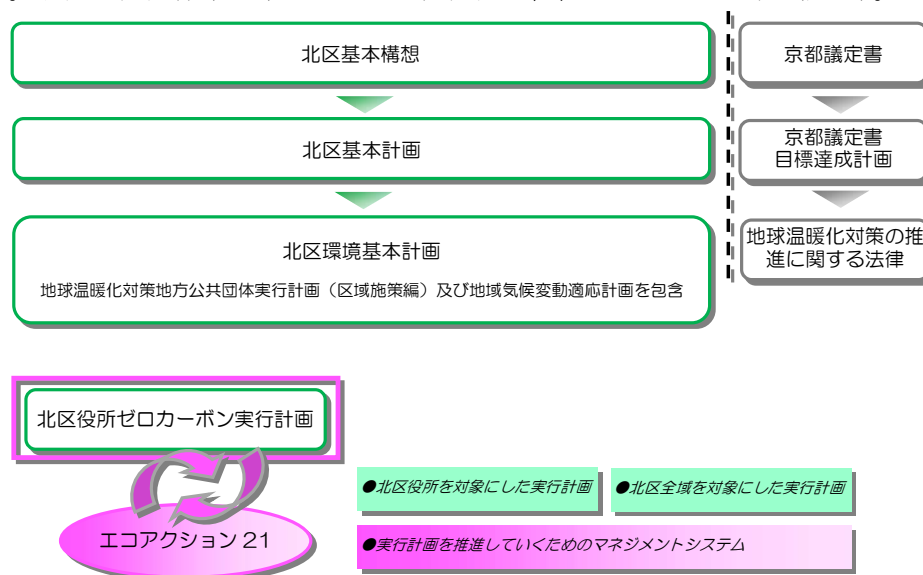 北区基本構想
京都議定書
北区基本計画
京都議定書
目標達成計画
北区環境基本計画
地球温暖化対策地方公共団体実行計画（区域施策編）及び地域気候変動適応計画を包含
地球温暖化対策の推
進に関する法律
北区役所ゼロカーボン実行計画
●北区役所を対象にした実行計画
●北区全域を対象にした実行計画
エコアクション 21
●実行計画を推進していくためのマネジメントシステム